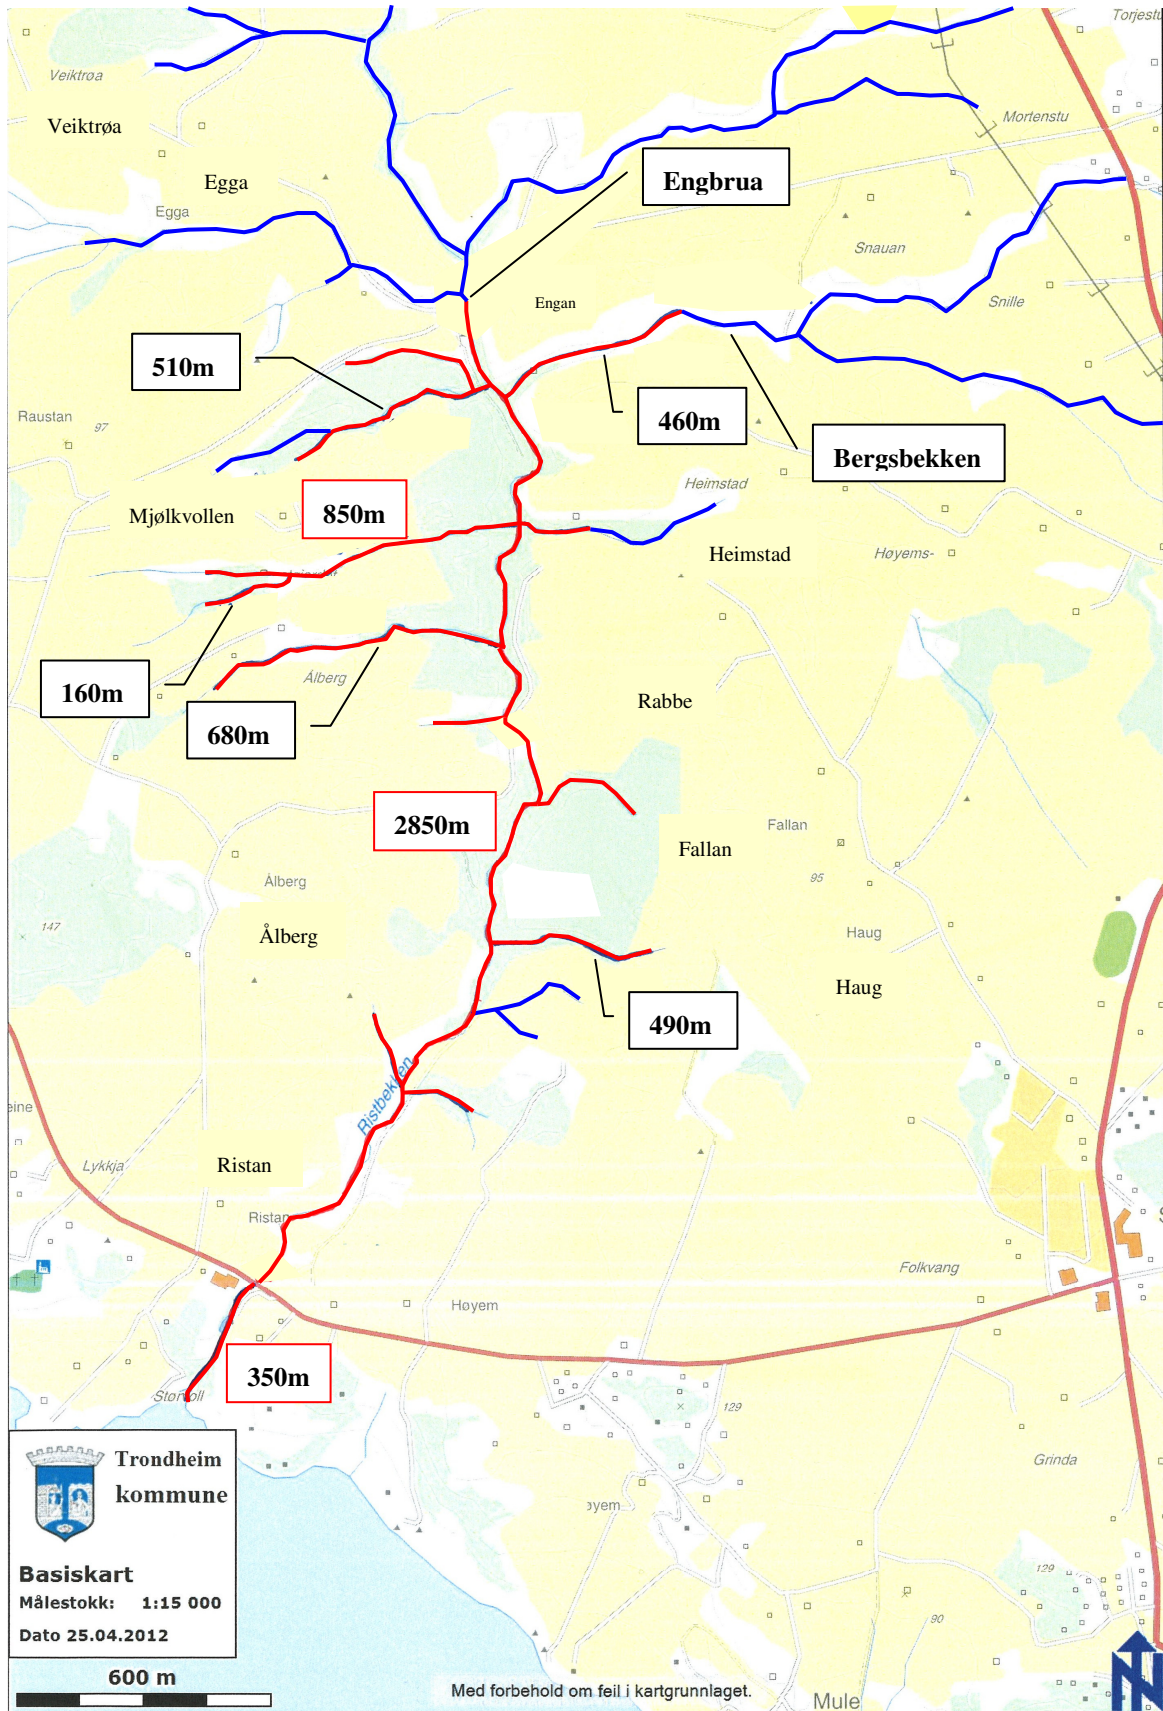 Torjestu
Veiktrøa
Veiktrøa
Mortenstu
Engbrua
Egga
Egga
Snauan
Snille
Engan
510m
460m
Raustan
97
Bergsbekken
Heimstad
850m
Mjølkvollen
Heimstad
Høyems-
160m
Ålberg
680m
Rabbe
2850m
Fallan
Fallan
Ålberg
95
147
Ålberg
Haug
Haug
490m
Ristbekken
eine
Lykkja
Ristan
Ristan
Folkvang
Høyem
350m
Størvoll
129
Trondheim
kommune
Grinda
øyem
Basiskart
Målestokk: 1:15 000
129
90
Dato 25.04.2012
600 m
Med forbehold om feil i kartgrunnlaget.
Mule
N